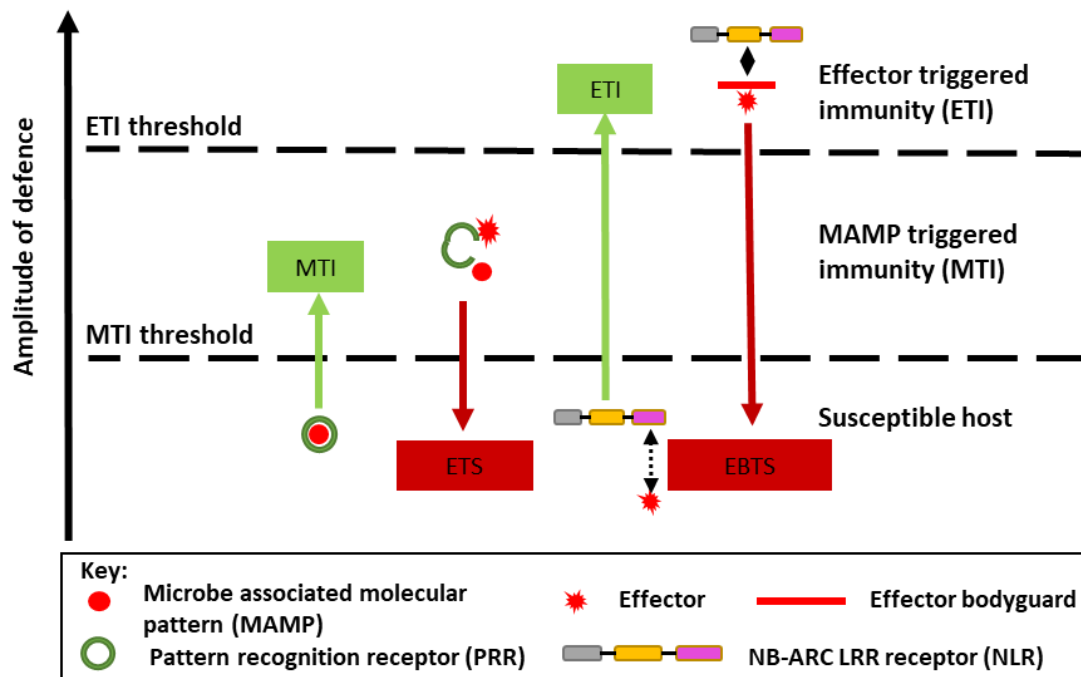 Amplitude of defence
ETI threshold
MTI threshold
MTI
ETS
ETI
EBTS
Effector triggered
immunity (ETI)
MAMP triggered
immunity (MTI)
Susceptible host
Key:
Microbe associated molecular
pattern (MAMP)
Pattern recognition receptor (PRR)
Effector
Effector bodyguard
NB-ARC LRR receptor (NLR)